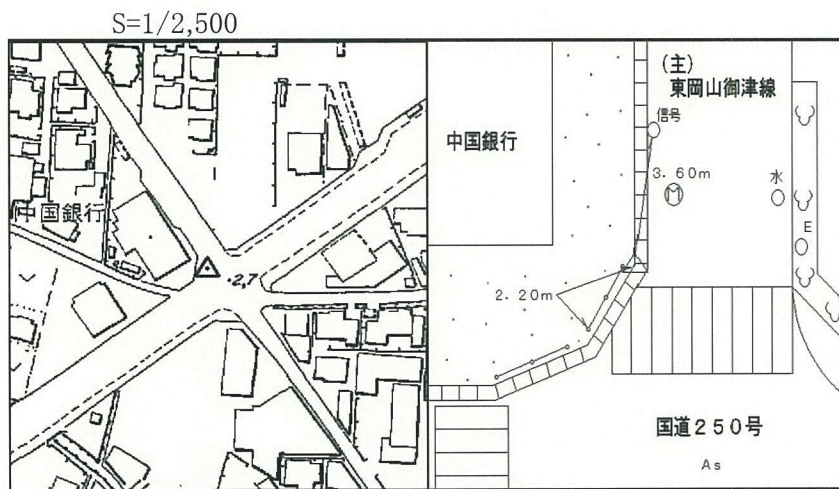 S=1/2,500
中国銀行
2,7
(主)
東岡山御津線
信号
中国銀行
3.60m
M
水
E
2.20m
国道250号
As